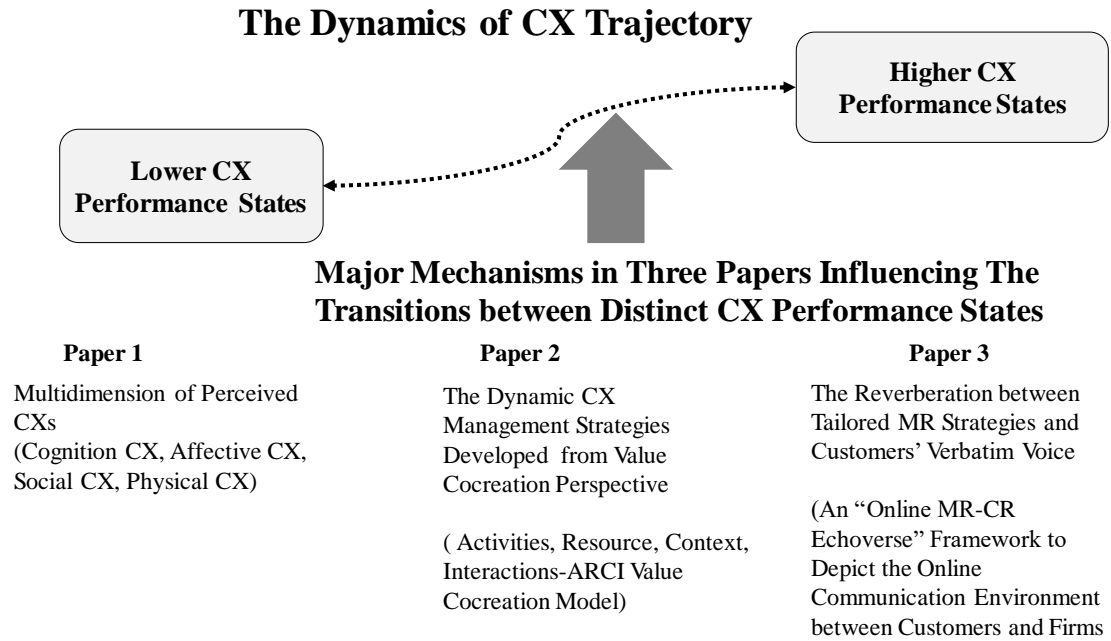 The Dynamics of CX Trajectory
Higher CX
Performance States
Lower CX
Performance States
Major Mechanisms in Three Papers Influencing The
Transitions between Distinct CX Performance States
Paper 1
Multidimension of Perceived
CXs
(Cognition CX, Affective CX,
Social CX, Physical CX)
Paper 2
The Dynamic CX
Management Strategies
Developed from Value
Cocreation Perspective
( Activities, Resource, Context,
Interactions-ARCI Value
Cocreation Model)
Paper 3
The Reverberation between
Tailored MR Strategies and
Customers’ Verbatim Voice
(An “Online MR-CR
Echoverse” Framework to
Depict the Online
Communication Environment
between Customers and Firms